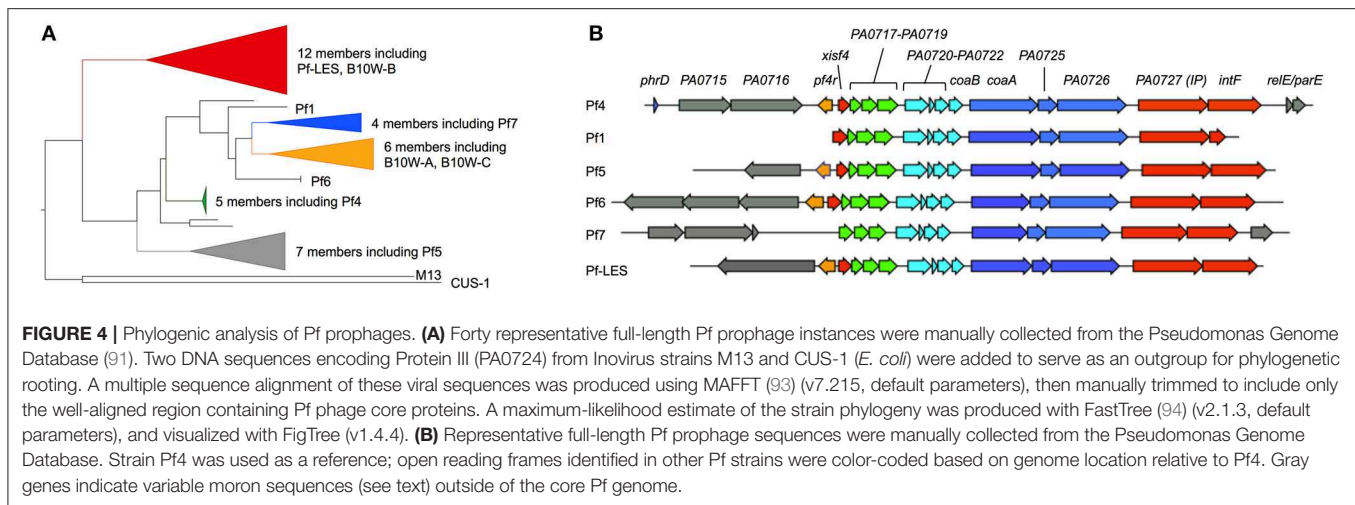 A
12 members including
Pf-LES, B10W-B
Pf1
4 members including Pf7
6 members including
B10W-A, B10W-C
Pf6
5 members including Pf4
7 members including Pf5
M13
CUS-1
B
PA0717-PA0719
xisf4
PA0720-PA0722
PA0725
phrD PA0715 PA0716 pf4r coaB coaA PA0726 PA0727 (IP) intF relE/parE
Pf4
Pf1
Pf5
Pf6
Pf7
Pf-LES
FIGURE 4 | Phylogenic analysis of Pf prophages. (A) Forty representative full-length Pf prophage instances were manually collected from the Pseudomonas Genome
Database (91). Two DNA sequences encoding Protein III (PA0724) from Inovirus strains M13 and CUS-1 (E. coli) were added to serve as an outgroup for phylogenetic
rooting. A multiple sequence alignment of these viral sequences was produced using MAFFT (93) (v7.215, default parameters), then manually trimmed to include only
the well-aligned region containing Pf phage core proteins. A maximum-likelihood estimate of the strain phylogeny was produced with FastTree (94) (v2.1.3, default
parameters), and visualized with FigTree (v1.4.4). (B) Representative full-length Pf prophage sequences were manually collected from the Pseudomonas Genome
Database. Strain Pf4 was used as a reference; open reading frames identified in other Pf strains were color-coded based on genome location relative to Pf4. Gray
genes indicate variable moron sequences (see text) outside of the core Pf genome.